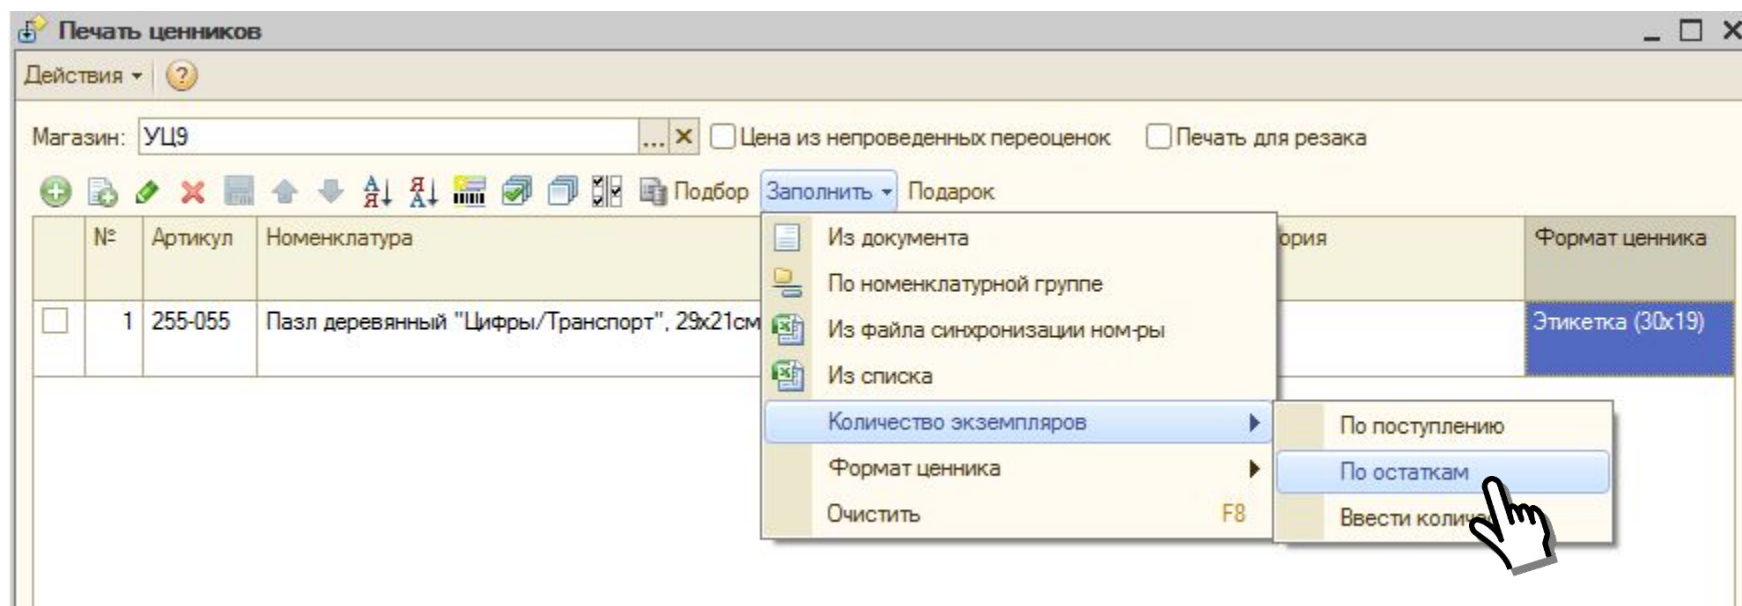 Печать ценников
Действия
Магазин: УЦ9 ... Цена из непроведенных переоценок Печать для резака
Подбор Заполнить Подарок
№ Артикул Номенклатура Формат ценника
1 255-055 Пазл деревянный "Цифры/Транспорт", 29х21см Этикетка (30х19)
Из документа
По номенклатурной группе
Из файла синхронизации ном-ры
Из списка
Количество экземпляров
Формат ценника
Очистить F8
По поступлению
По остаткам
Ввести